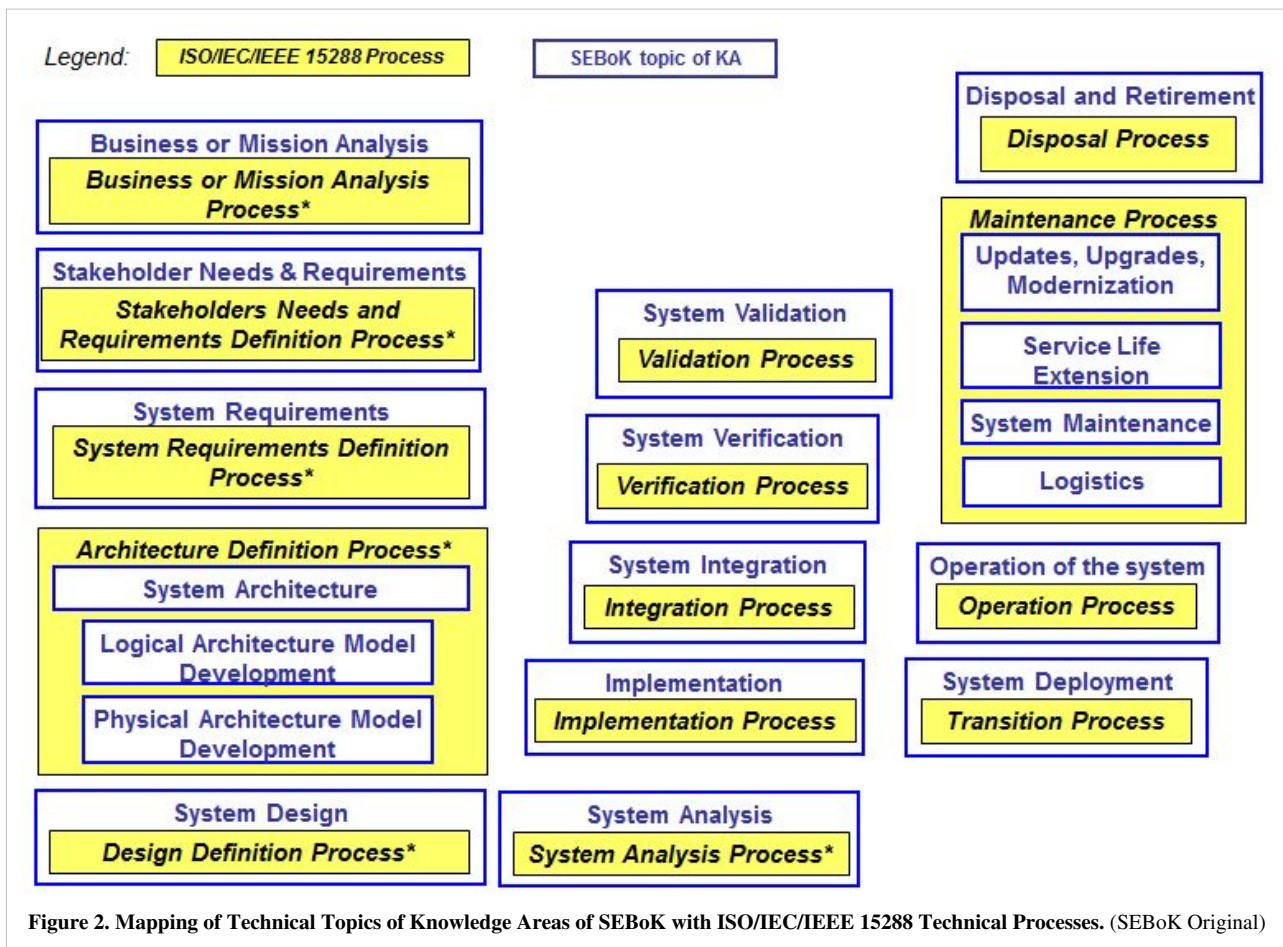 Legend:
ISO/IEC/IEEE 15288 Process
SEBoK topic of KA
Business or Mission Analysis
Business or Mission Analysis
Process*
Stakeholder Needs & Requirements
Stakeholders Needs and
Requirements Definition Process*
System Requirements
System Requirements Definition
Process*
Architecture Definition Process*
System Architecture
Logical Architecture Model
Development
Physical Architecture Model
Development
System Design
Design Definition Process*
System Validation
Validation Process
System Verification
Verification Process
System Integration
Integration Process
Implementation
Implementation Process
System Analysis
System Analysis Process*
Disposal and Retirement
Disposal Process
Maintenance Process
Updates, Upgrades,
Modernization
Service Life
Extension
System Maintenance
Logistics
Operation of the system
Operation Process
System Deployment
Transition Process
Figure 2. Mapping of Technical Topics of Knowledge Areas of SEBoK with ISO/IEC/IEEE 15288 Technical Processes. (SEBoK Original)